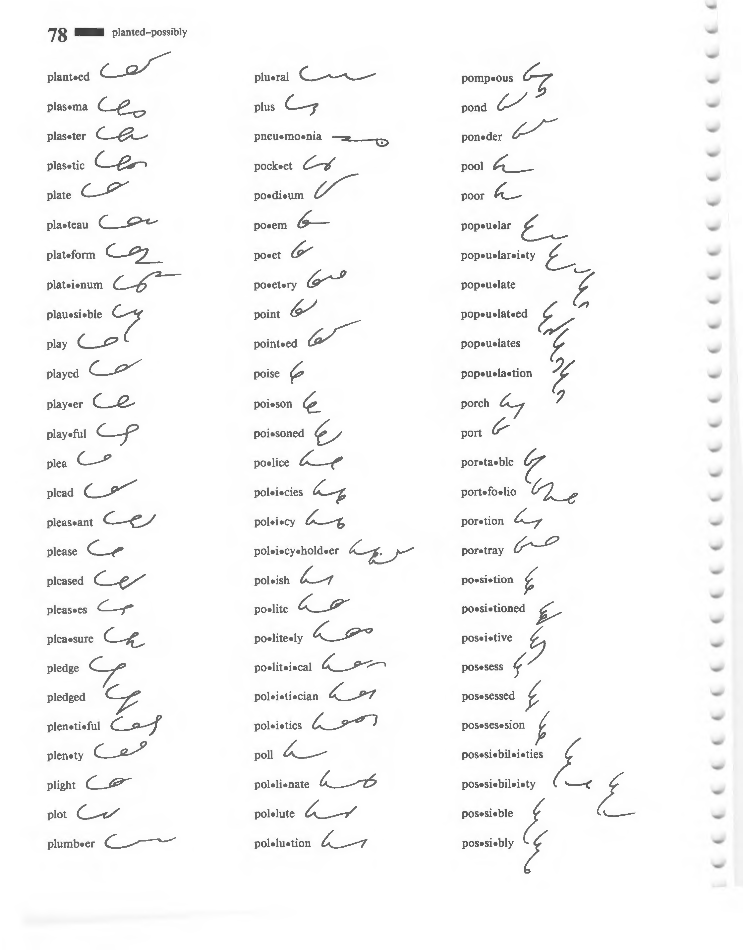 78 planted–possibly
plant•ed
plas•ma
plas•ter
plas•tic
plate
pla•teau
plat•form
plat•i•num
plau•si•ble
play
played
play•er
play•ful
plea
plead
pleas•ant
please
pleased
pleas•es
plea•sure
pledge
pledged
plen•ti•ful
plen•ty
plight
plot
plumb•er
plu•ral
plus
pneu•mo•nia
pock•et
po•di•um
po•em
po•et
po•et•ry
point
point•ed
poise
poi•son
poi•soned
po•lice
pol•i•cies
pol•i•cy
pol•i•cy•hold•er
pol•ish
po•lite
po•lite•ly
po•lit•i•cal
pol•i•ti•cian
pol•i•tics
poll
pol•li•nate
pol•lute
pol•lu•tion
pomp•ous
pond
pon•der
pool
poor
pop•u•lar
pop•u•lar•i•ty
pop•u•late
pop•u•lat•ed
pop•u•lates
pop•u•la•tion
porch
port
por•ta•ble
port•fo•lio
por•tion
por•tray
po•si•tion
po•si•tioned
pos•i•tive
pos•sess
pos•sessed
pos•ses•sion
pos•si•bil•i•ties
pos•si•bil•i•ty
pos•si•ble
pos•si•bly